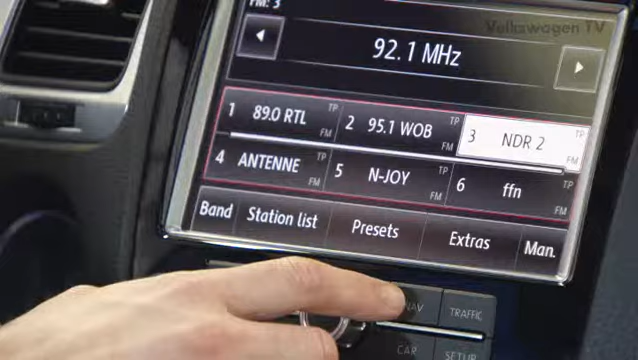 FM: 3
Volkswagen TV
92.1 MHz
1 89.0 RTL TP FM
2 95.1 WOB TP FM
3 NDR 2 TP FM
4 ANTENNE TP FM
5 N-JOY TP FM
6 ffn TP FM
Band Station list Presets Extras Man.
NAV TRAFFIC
CAR SETUP